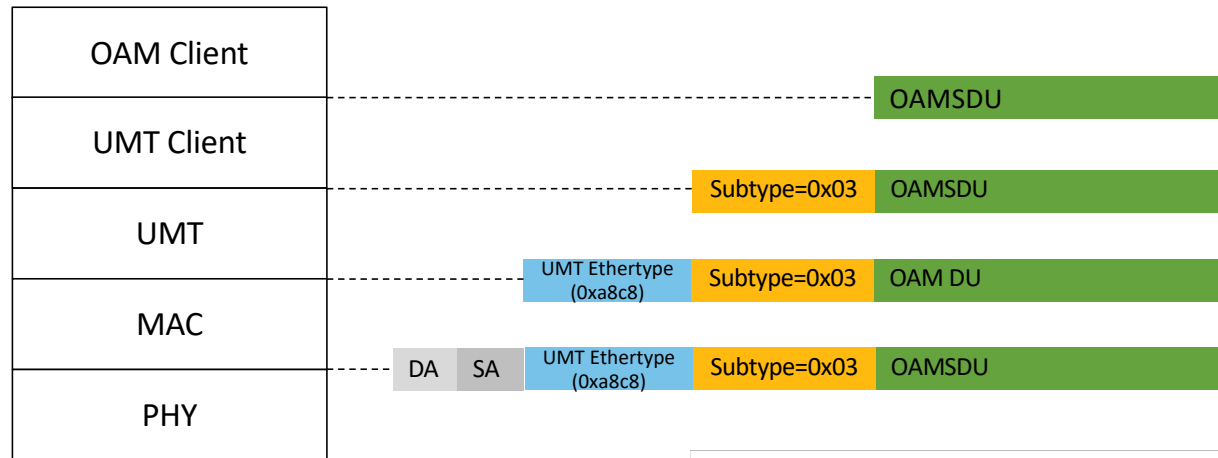 OAM Client
OAMSDU
UMT Client
Subtype=0x03 OAMSDU
UMT
UMT Ethertype
(0xa8c8)
Subtype=0x03 OAM DU
MAC
DA SA
UMT Ethertype
(0xa8c8)
Subtype=0x03 OAMSDU
PHY